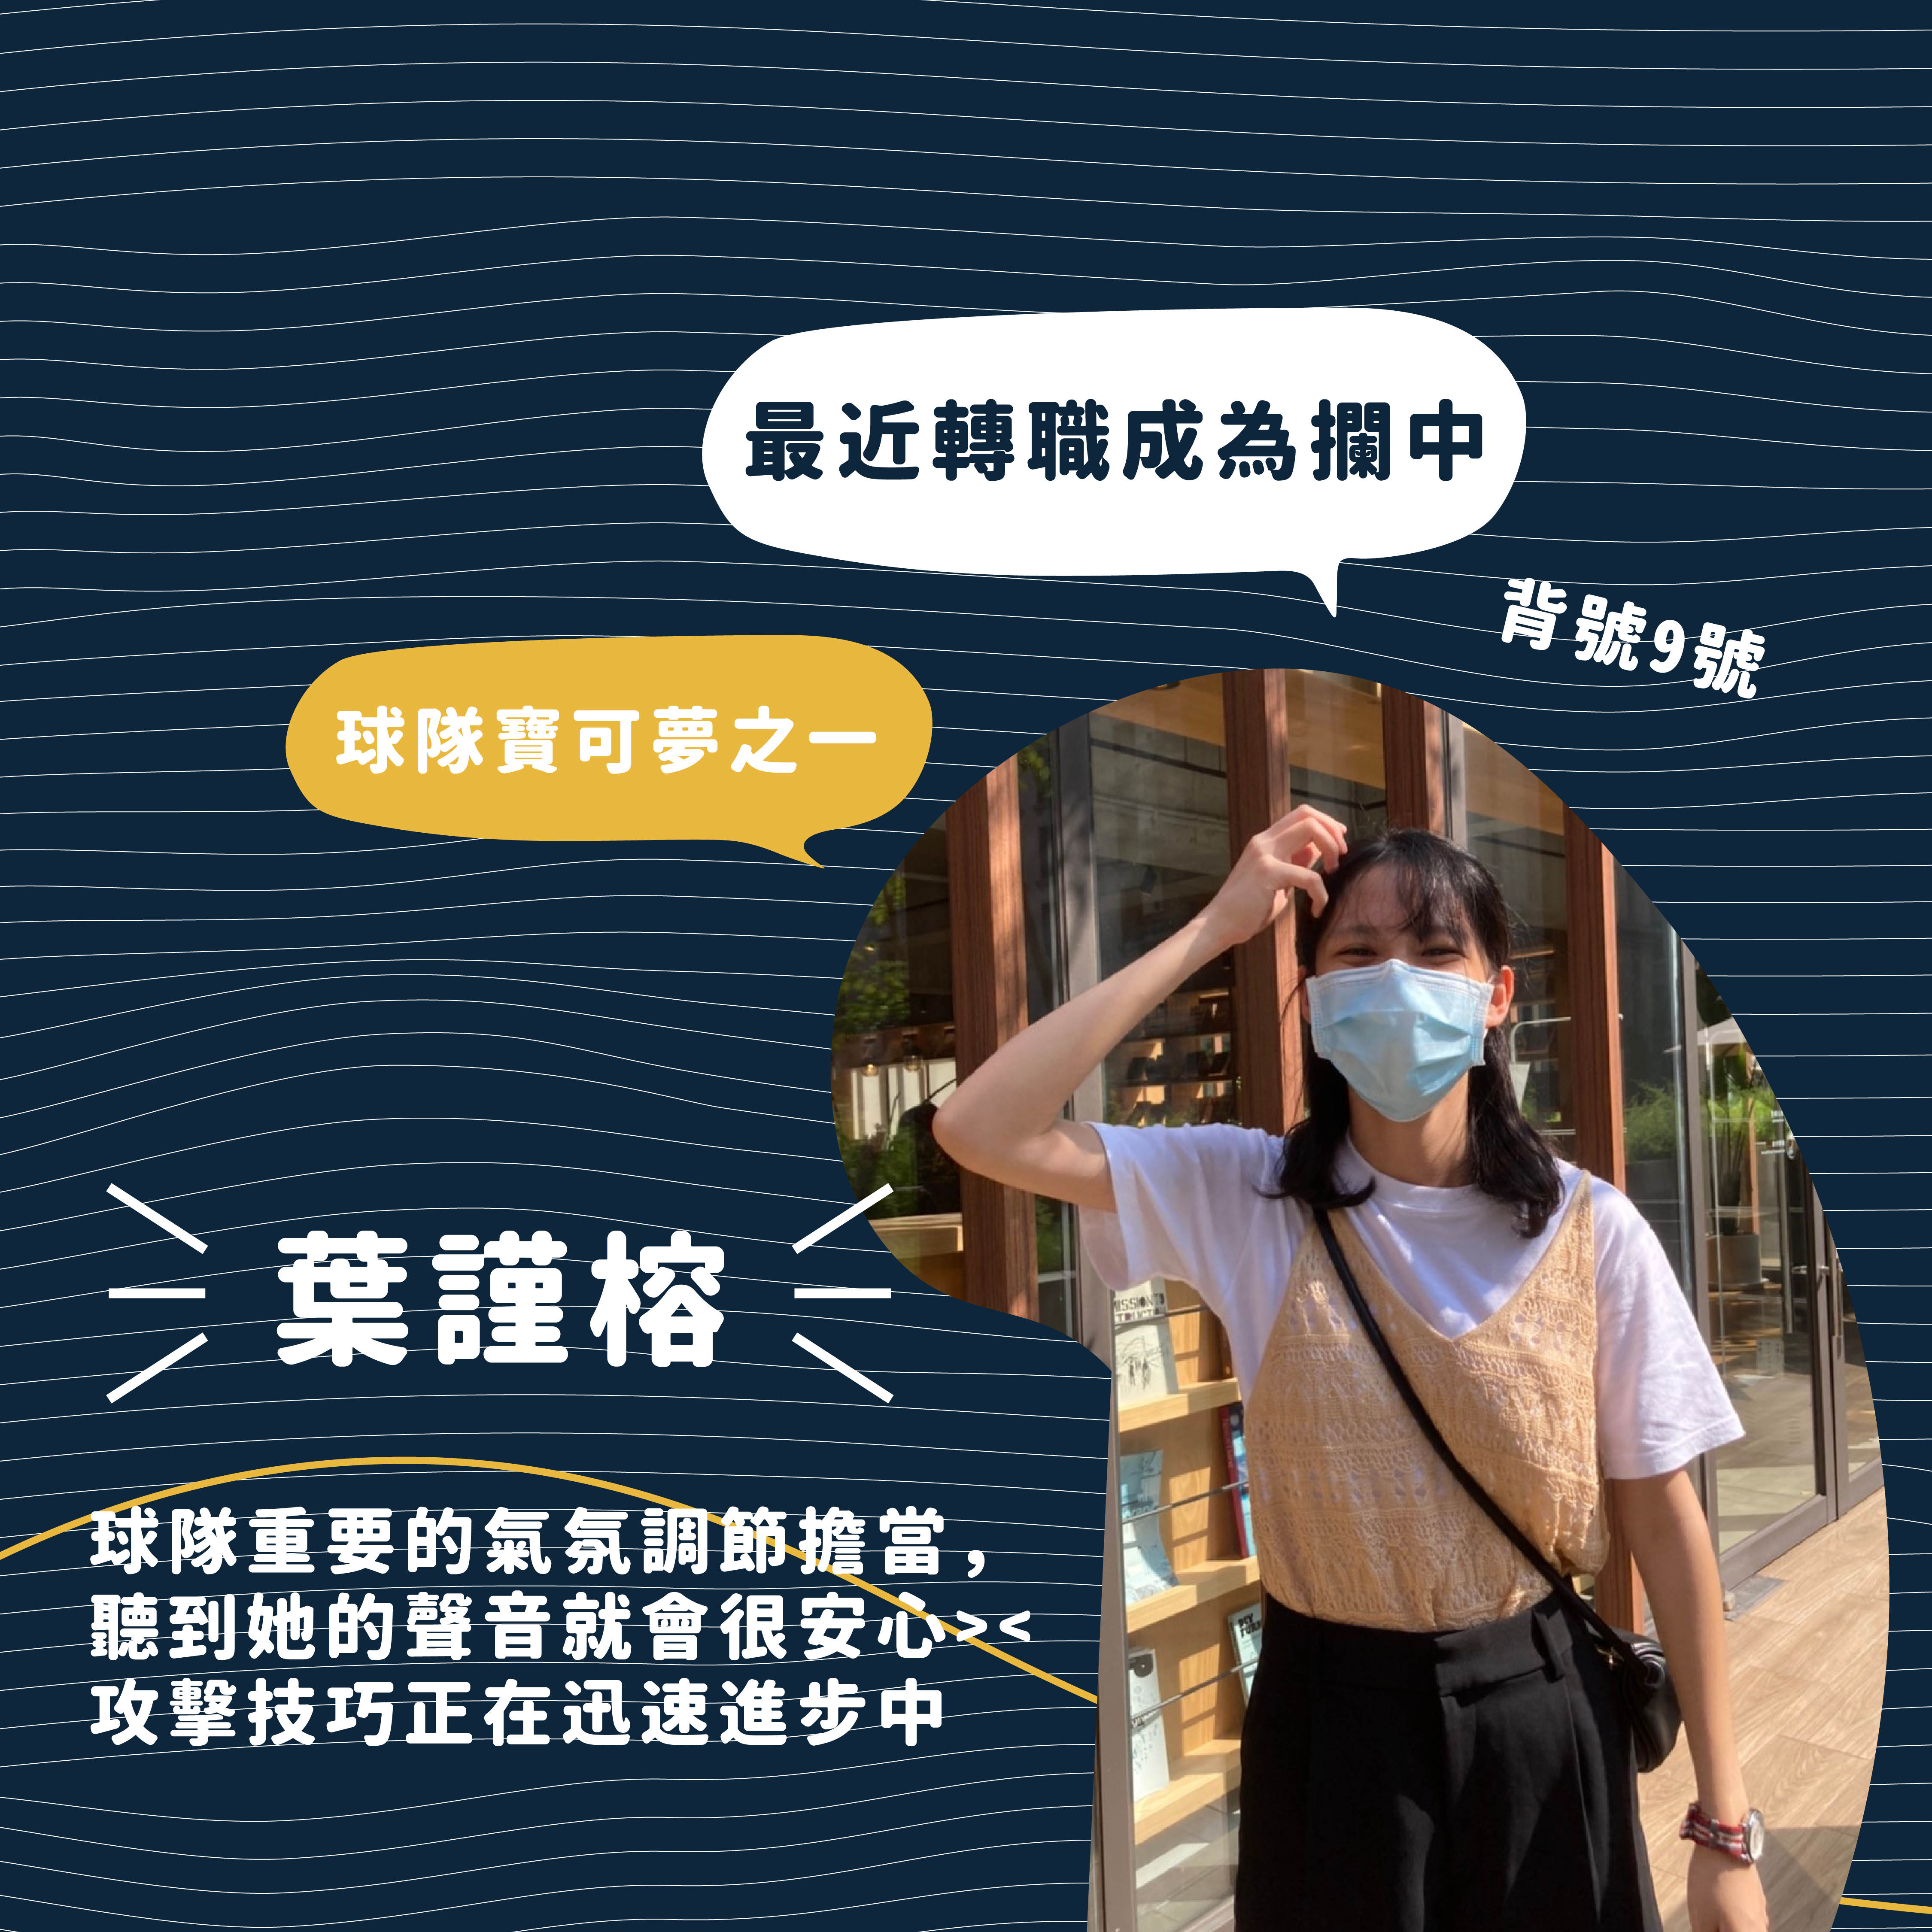 最近轉職成為攔中
背號9號
球隊寶可夢之一
葉謹榕
球隊重要的氣氛調節擔當，
聽到她的聲音就會很安心><
攻擊技巧正在迅速進步中